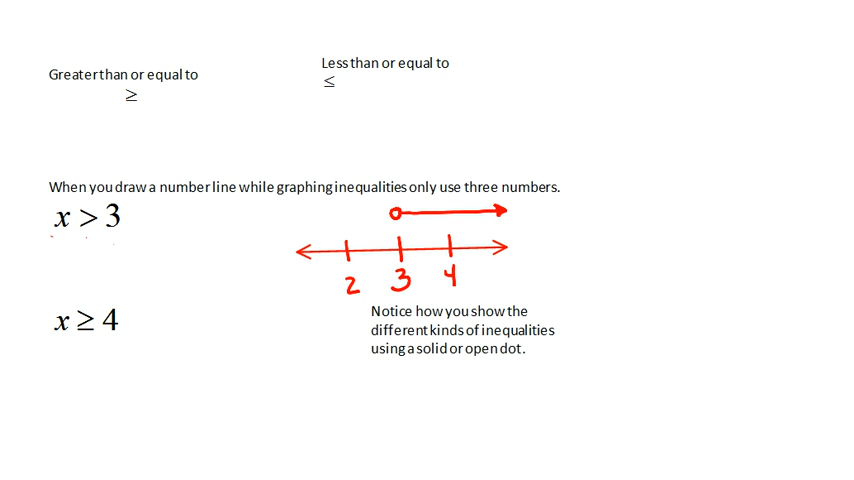 Greater than or equal to
≥
Less than or equal to
≤
When you draw a number line while graphing inequalities only use three numbers.
x > 3
2 3 4
x ≥ 4
Notice how you show the
different kinds of inequalities
using a solid or open dot.